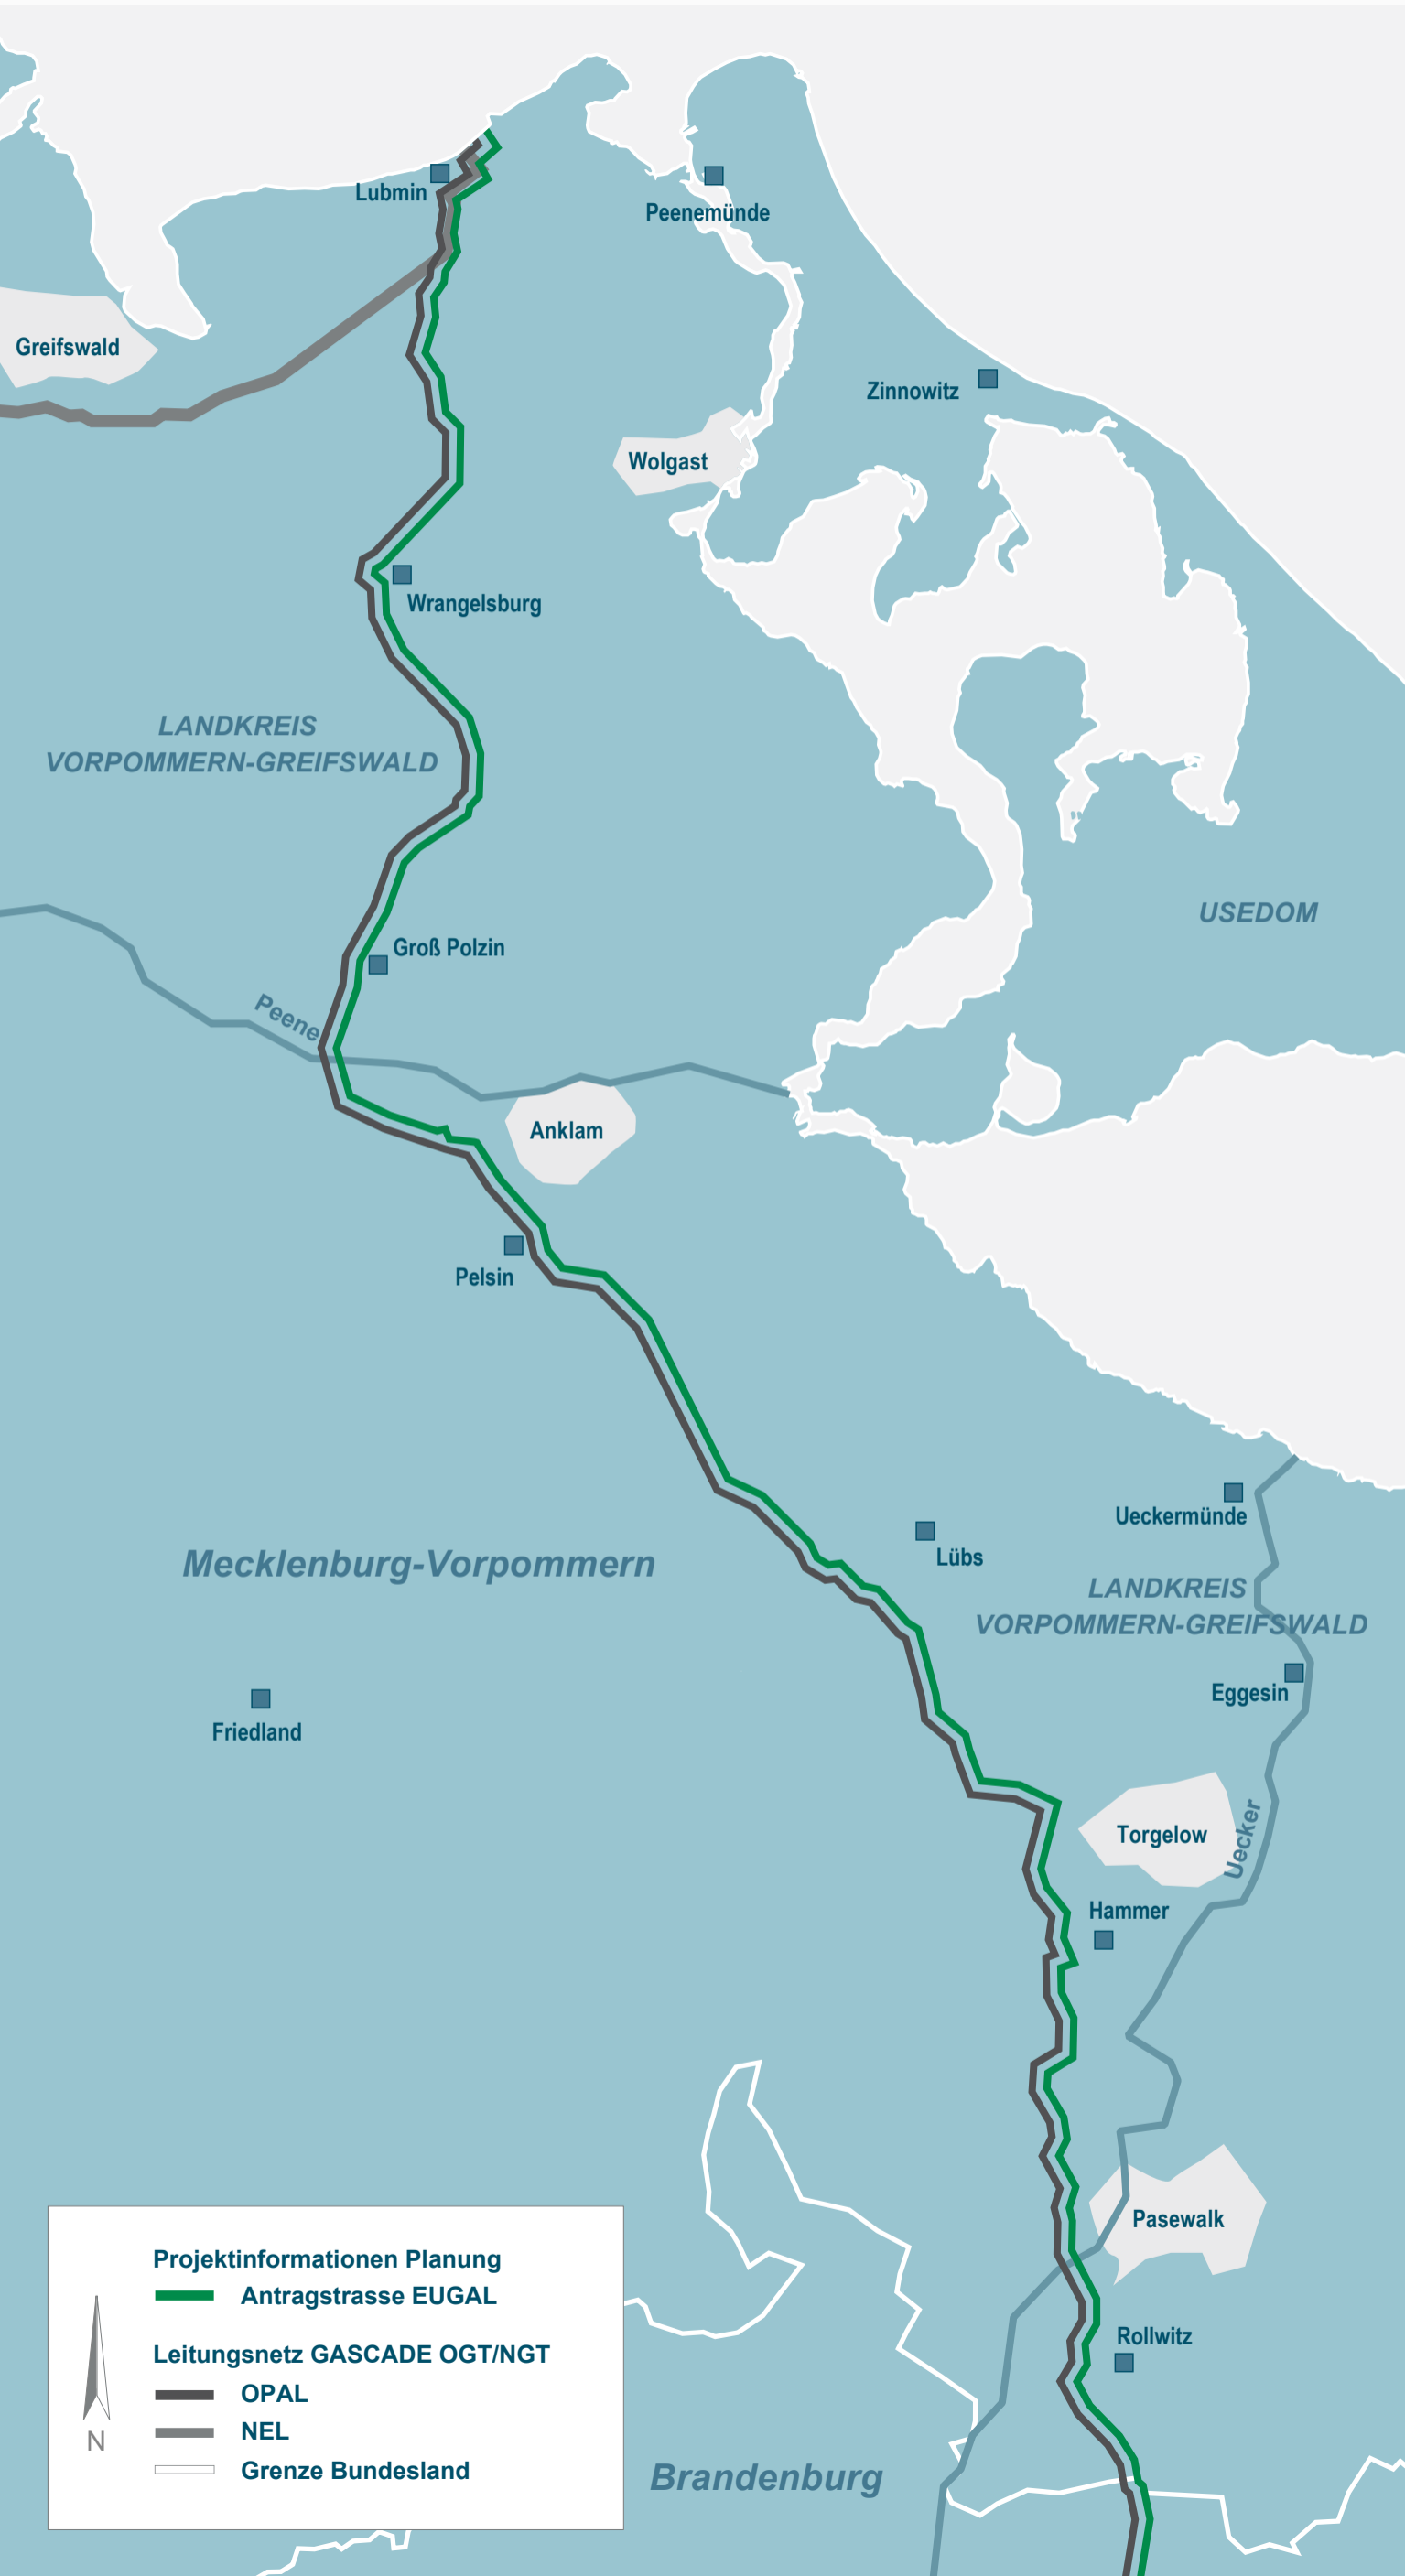 Lubmin
Peenemünde
Greifswald
Zinnowitz
Wolgast
Wrangelsburg
LANDKREIS
VORPOMMERN-GREIFSWALD
USEDOM
Groß Polzin
Peene
Anklam
Pelsin
Ueckermünde
Lübs
Mecklenburg-Vorpommern
LANDKREIS
VORPOMMERN-GREIFSWALD
Eggesin
Friedland
Torgelow
Uecker
Hammer
Pasewalk
Rollwitz
Brandenburg
Projektinformationen Planung
Antragstrasse EUGAL
Leitungsnetz GASCADE OGT/NGT
OPAL
NEL
Grenze Bundesland
N